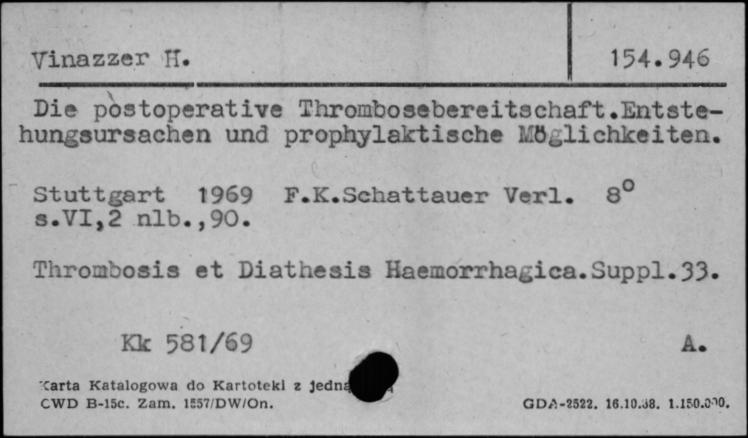 Vinazzer H. 154.946
Die postoperative Thrombosebereitschaft.Entste-
hungsursachen und prophylaktische Möglichkeiten.
Stuttgart 1969 F.K.Schattauer Verl. 8°
s.VI,2 nlb.,90.
Thrombosis et Diathesis Haemorrhagica.Suppl.33.
Kk 581/69 A.
Karta Katalogowa do Kartoteki z jedną
CWD B-15c. Zam. 1557/DW/On. GDA-2522. 16.10.68. 1.150.000.